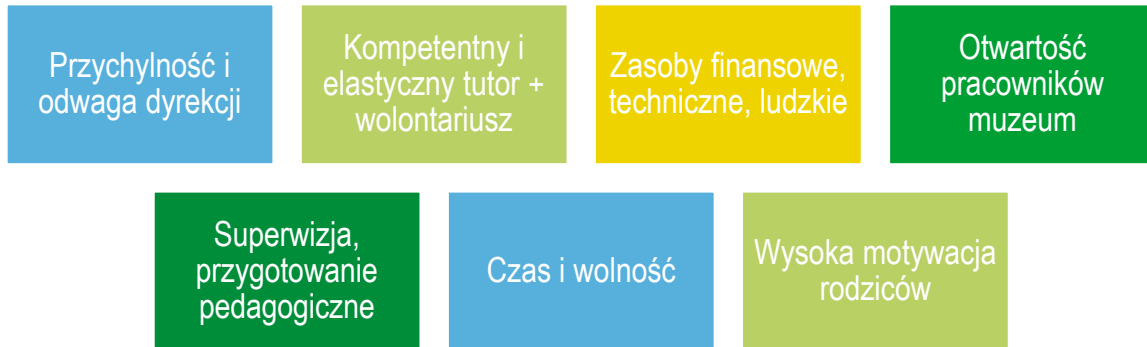 Przychylność i
odwaga dyrekcji
Kompetentny i
elastyczny tutor +
wolontariusz
Zasoby finansowe,
techniczne, ludzkie
Otwartość
pracowników
muzeum
Superwizja,
przygotowanie
pedagogiczne
Czas i wolność
Wysoka motywacja
rodziców